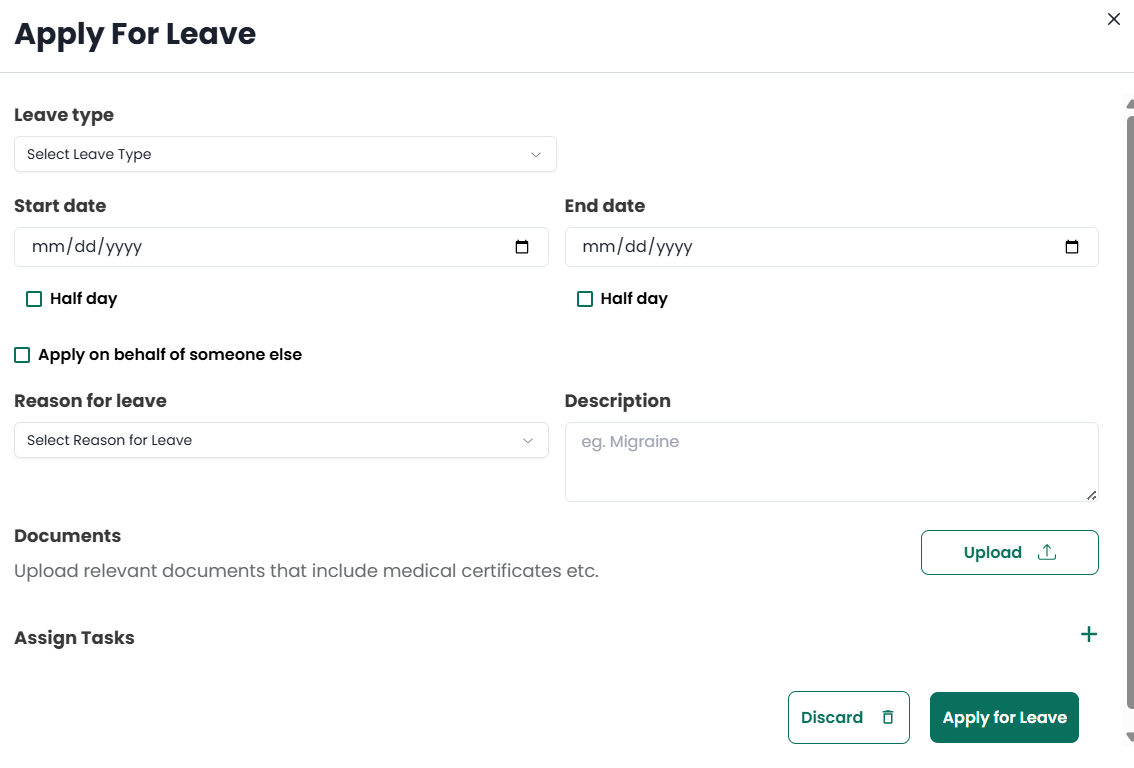 Apply For Leave
Leave type
Select Leave Type
Start date
End date
mm/dd/yyyy
mm/dd/yyyy
Half day
Half day
Apply on behalf of someone else
Reason for leave
Description
Select Reason for Leave
eg. Migraine
Documents
Upload
Upload relevant documents that include medical certificates etc.
Assign Tasks
Discard
Apply for Leave